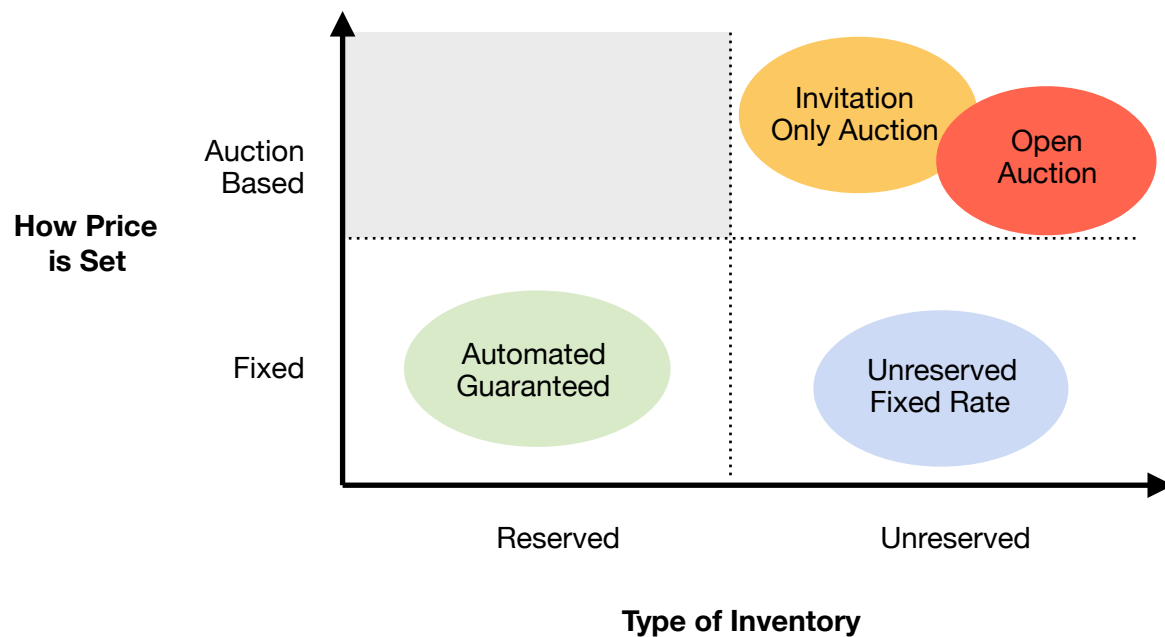 Invitation
Only Auction
Open
Auction
Auction
Based
How Price
is Set
Automated
Guaranteed
Unreserved
Fixed Rate
Fixed
Reserved
Unreserved
Type of Inventory